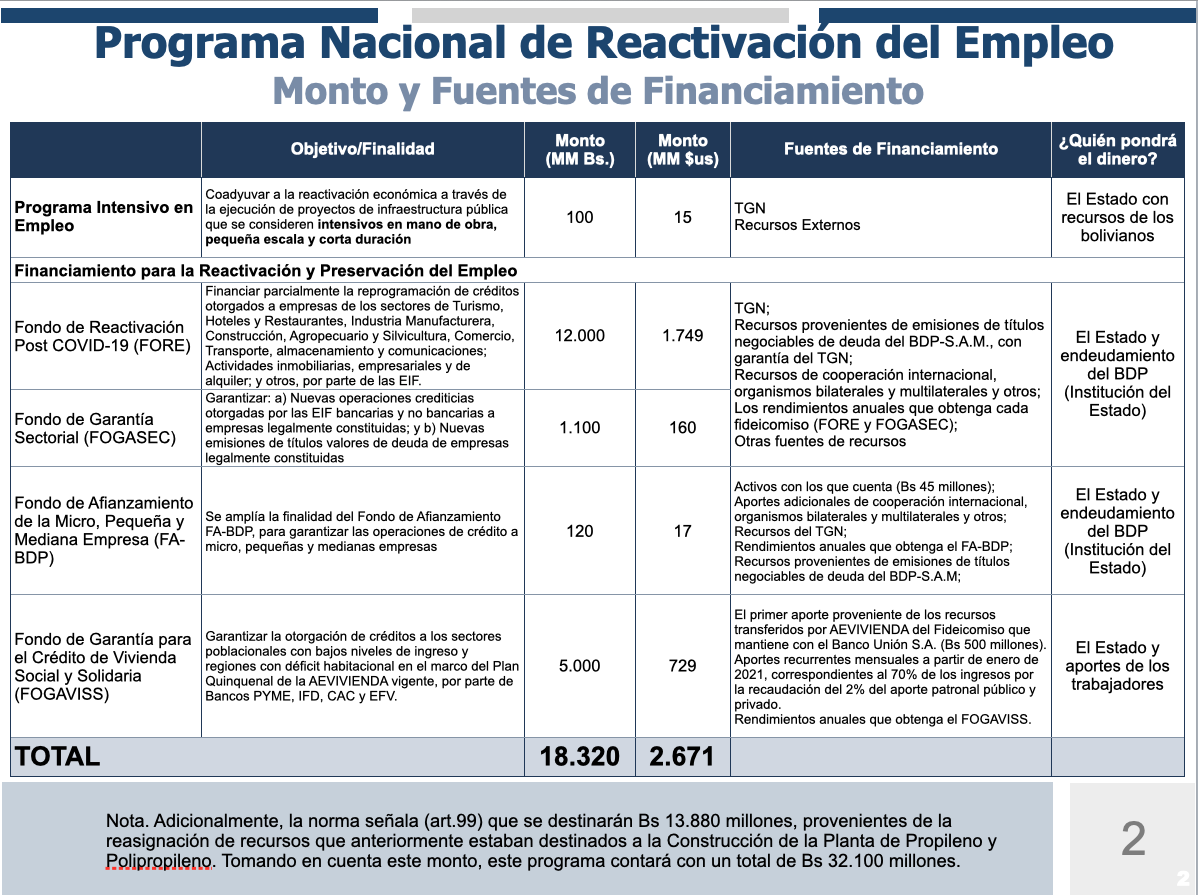 Programa Nacional de Reactivación del Empleo
Monto y Fuentes de Financiamiento
Objetivo/Finalidad
Monto
(MM Bs.)
Monto
(MM $us)
Fuentes de Financiamiento
¿Quién pondrá
el dinero?
Programa Intensivo en
Empleo
Coadyuvar a la reactivación económica a través de
la ejecución de proyectos de infraestructura pública
que se consideren intensivos en mano de obra,
pequeña escala y corta duración
100
15
TGN
Recursos Externos
El Estado con
recursos de los
bolivianos
Financiamiento para la Reactivación y Preservación del Empleo
Fondo de Reactivación
Post COVID-19 (FORE)
Financiar parcialmente la reprogramación de créditos
otorgados a empresas de los sectores de Turismo,
Hoteles y Restaurantes, Industria Manufacturera,
Construcción, Agropecuario y Silvicultura, Comercio,
Transporte, almacenamiento y comunicaciones;
Actividades inmobiliarias, empresariales y de
alquiler; y otros, por parte de las EIF.
12.000
1.749
TGN;
Recursos provenientes de emisiones de títulos
negociables de deuda del BDP-S.A.M., con
garantía del TGN;
Recursos de cooperación internacional,
organismos bilaterales y multilaterales y otros;
Los rendimientos anuales que obtenga cada
fideicomiso (FORE y FOGASEC);
Otras fuentes de recursos
El Estado y
endeudamiento
del BDP
(Institución del
Estado)
Fondo de Garantía
Sectorial (FOGASEC)
Garantizar: a) Nuevas operaciones crediticias
otorgadas por las EIF bancarias y no bancarias a
empresas legalmente constituidas; y b) Nuevas
emisiones de títulos valores de deuda de empresas
legalmente constituidas
1.100
160
Fondo de Afianzamiento
de la Micro, Pequeña y
Mediana Empresa (FA-
BDP)
Se amplía la finalidad del Fondo de Afianzamiento
FA-BDP, para garantizar las operaciones de crédito a
micro, pequeñas y medianas empresas
120
17
Activos con los que cuenta (Bs 45 millones);
Aportes adicionales de cooperación internacional,
organismos bilaterales y multilaterales y otros;
Recursos del TGN;
Rendimientos anuales que obtenga el FA-BDP;
Recursos provenientes de emisiones de títulos
negociables de deuda del BDP-S.A.M;
El Estado y
endeudamiento
del BDP
(Institución del
Estado)
Fondo de Garantía para
el Crédito de Vivienda
Social y Solidaria
(FOGAVISS)
Garantizar la otorgación de créditos a los sectores
poblacionales con bajos niveles de ingreso y
regiones con déficit habitacional en el marco del Plan
Quinquenal de la AEVIVIENDA vigente, por parte de
Bancos PYME, IFD, CAC y EFV.
5.000
729
El primer aporte proveniente de los recursos
transferidos por AEVIVIENDA del Fideicomiso que
mantiene con el Banco Unión S.A. (Bs 500 millones).
Aportes recurrentes mensuales a partir de enero de
2021, correspondientes al 70% de los ingresos por
la recaudación del 2% del aporte patronal público y
privado.
Rendimientos anuales que obtenga el FOGAVISS.
El Estado y
aportes de los
trabajadores
TOTAL
18.320
2.671
Nota. Adicionalmente, la norma señala (art.99) que se destinarán Bs 13.880 millones, provenientes de la
reasignación de recursos que anteriormente estaban destinados a la Construcción de la Planta de Propileno y
Polipropileno. Tomando en cuenta este monto, este programa contará con un total de Bs 32.100 millones.
2
2